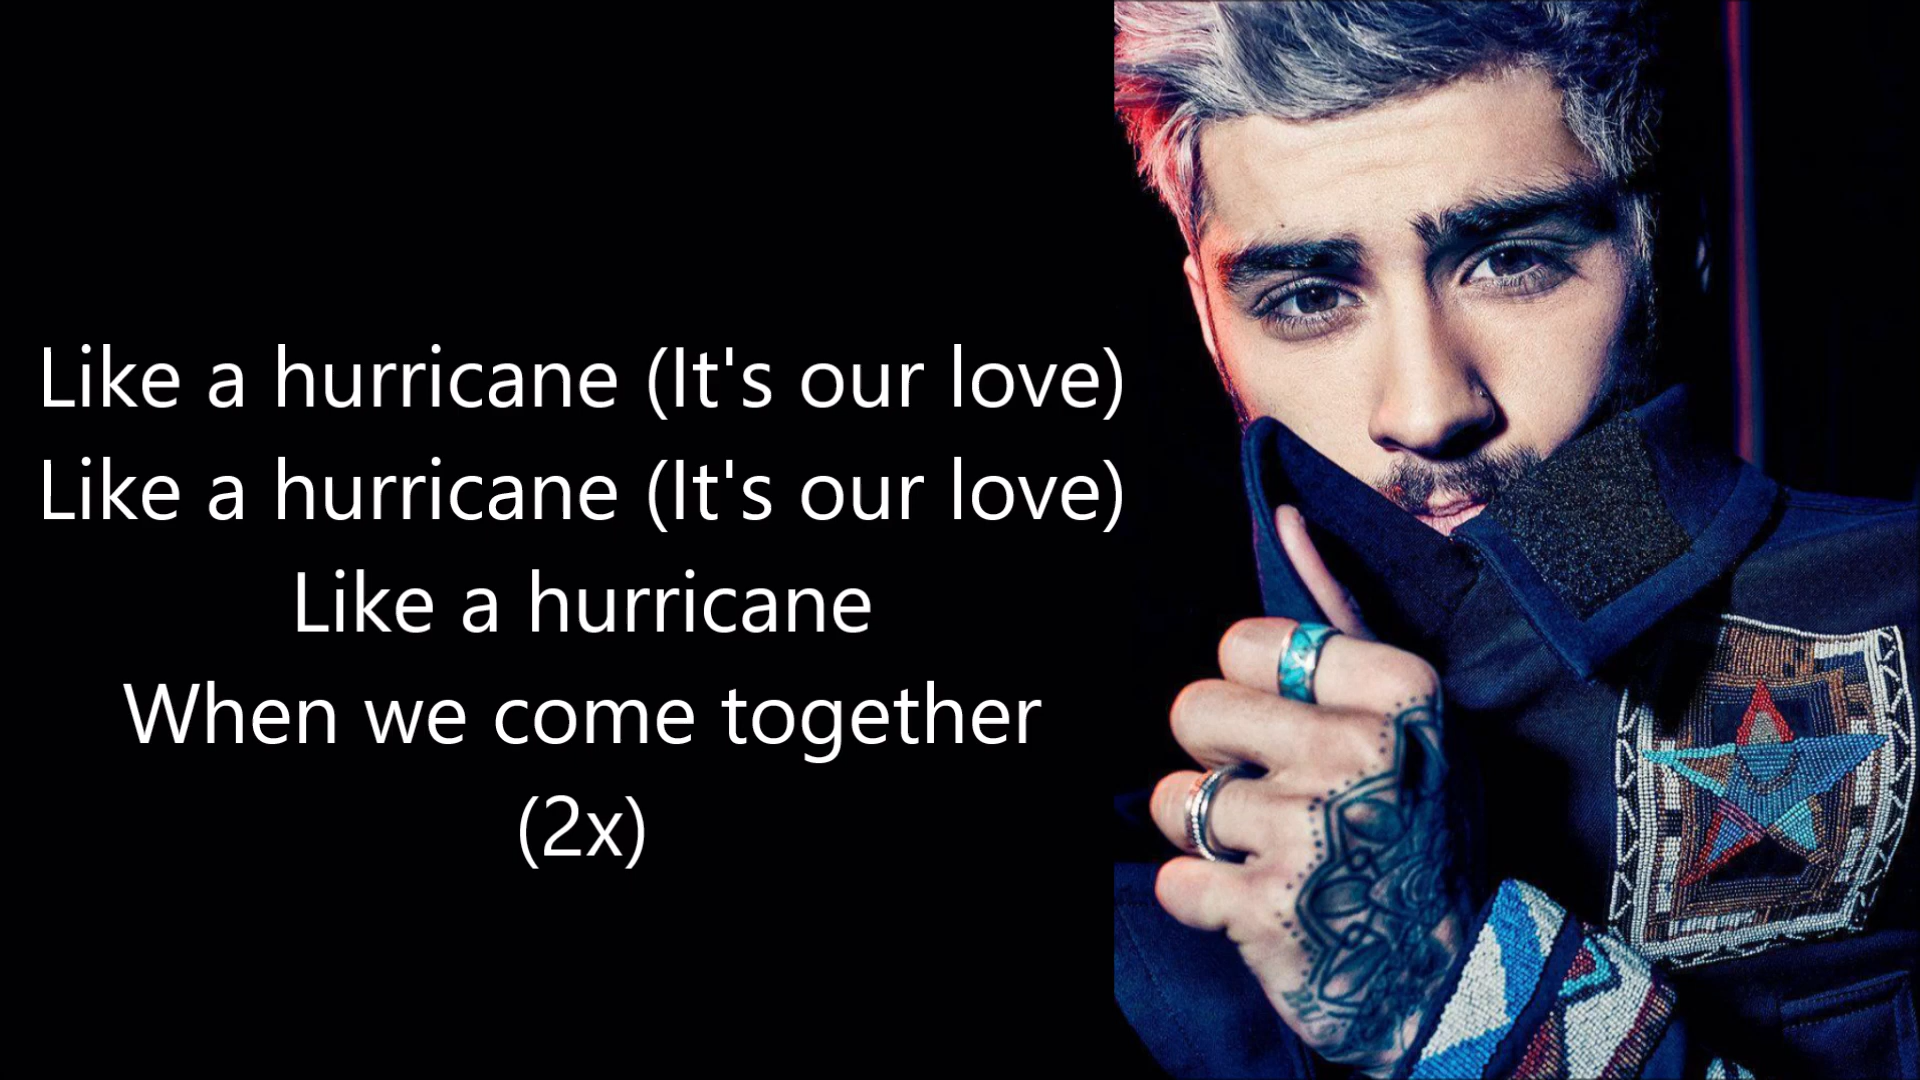 Like a hurricane (It's our love)
Like a hurricane (It's our love)
Like a hurricane
When we come together
(2x)